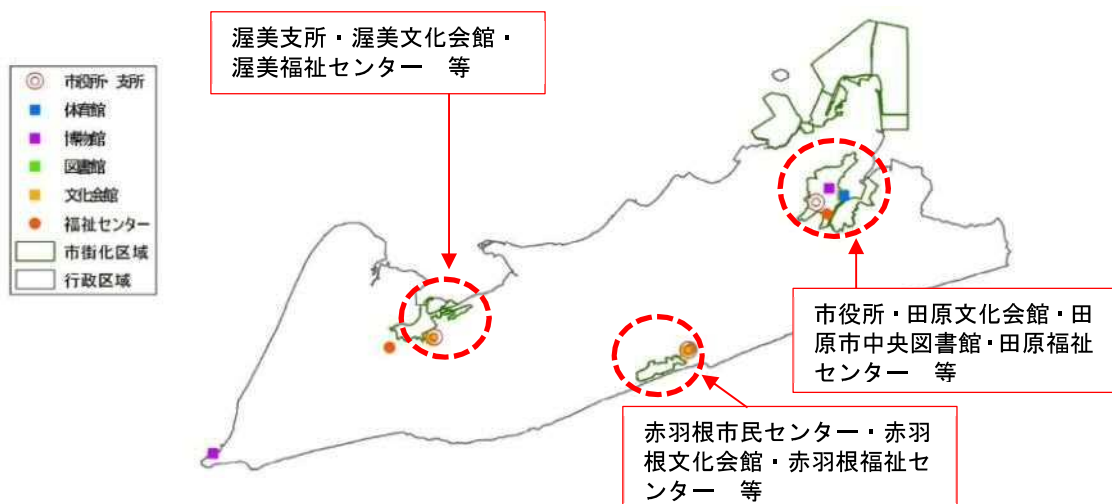 渥美支所・渥美文化会館・
渥美福祉センター　等
市役所・支所
体育館
博物館
図書館
文化会館
福祉センター
市街化区域
行政区域
市役所・田原文化会館・田
原市中央図書館・田原福祉
センター　等
赤羽根市民センター・赤羽
根文化会館・赤羽根福祉セ
ンター　等